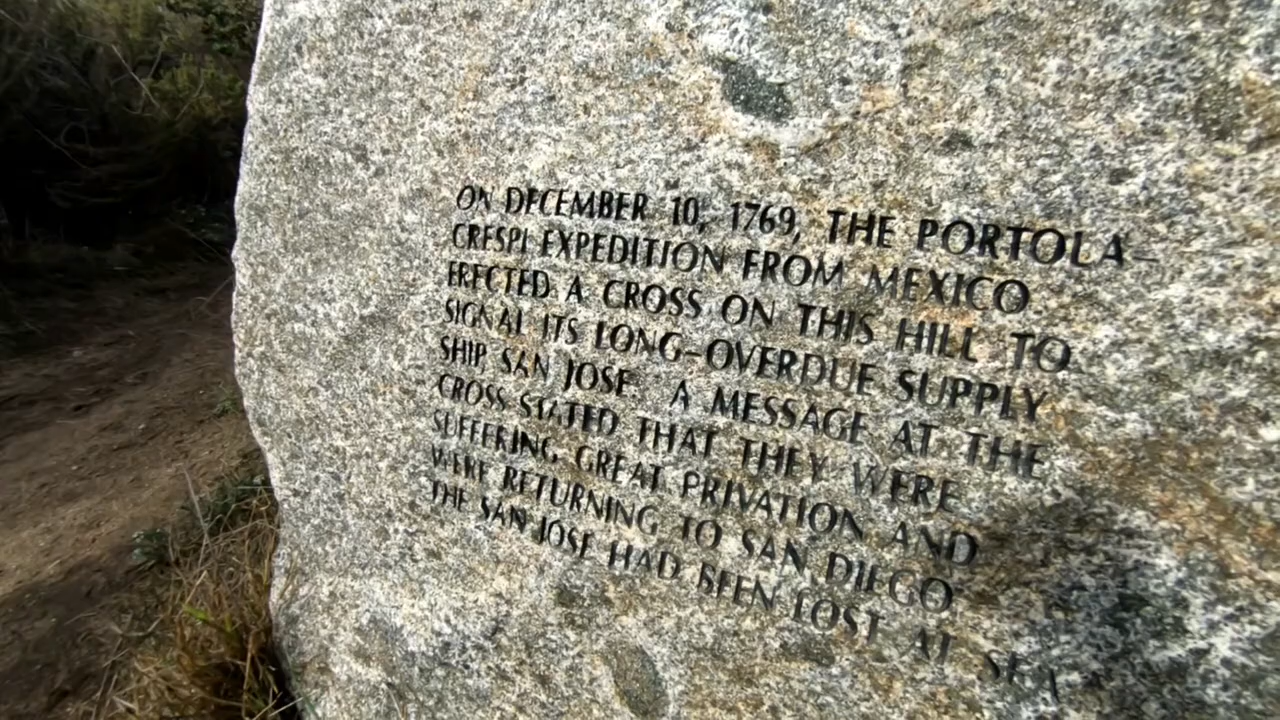 ON DECEMBER 10, 1769, THE PORTOLA-
CRESPI EXPEDITION FROM MEXICO
ERECTED A CROSS ON THIS HILL TO
SIGNAL ITS LONG-OVERDUE SUPPLY
SHIP, SAN JOSE A MESSAGE AT THE
CROSS STATED THAT THEY WERE
SUFFERING GREAT PRIVATION AND
WERE RETURNING TO SAN DIEGO
THE SAN JOSE HAD BEEN LOST AT SEA